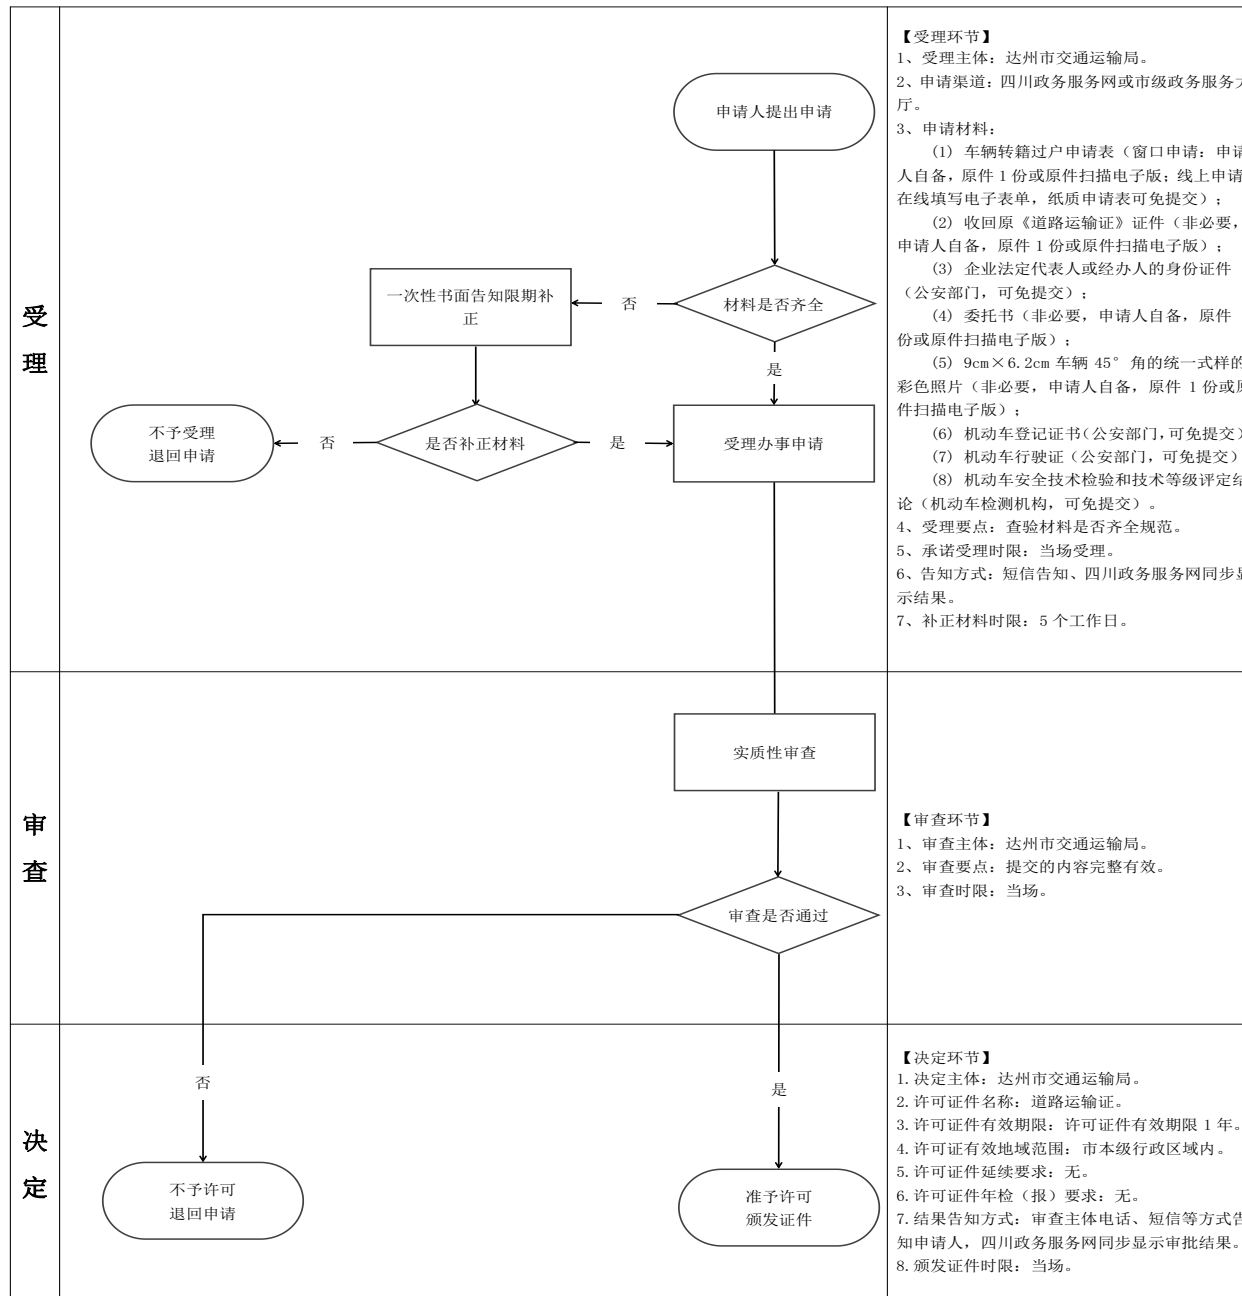 受
理
申请人提出申请
材料是否齐全
否
一次性书面告知限期补
正
是
是否补正材料
否
不予受理
退回申请
是
受理办事申请
【受理环节】
1、受理主体：达州市交通运输局。
2、申请渠道：四川政务服务网或市级政务服务大
厅。
3、申请材料：
(1) 车辆转籍过户申请表（窗口申请：申请
人自备，原件 1 份或原件扫描电子版；线上申请
在线填写电子表单，纸质申请表可免提交）；
(2) 收回原《道路运输证》证件（非必要，
申请人自备，原件 1 份或原件扫描电子版）；
(3) 企业法定代表人或经办人的身份证件
（公安部门，可免提交）；
(4) 委托书（非必要，申请人自备，原件
份或原件扫描电子版）；
(5) 9cm×6.2cm 车辆 45° 角的统一式样的
彩色照片（非必要，申请人自备，原件 1 份或原
件扫描电子版）；
(6) 机动车登记证书（公安部门，可免提交）
(7) 机动车行驶证（公安部门，可免提交）
(8) 机动车安全技术检验和技术等级评定结
论（机动车检测机构，可免提交）。
4、受理要点：查验材料是否齐全规范。
5、承诺受理时限：当场受理。
6、告知方式：短信告知、四川政务服务网同步显
示结果。
7、补正材料时限：5 个工作日。
审
查
实质性审查
审查是否通过
【审查环节】
1、审查主体：达州市交通运输局。
2、审查要点：提交的内容完整有效。
3、审查时限：当场。
决
定
否
不予许可
退回申请
是
准予许可
颁发证件
【决定环节】
1.决定主体：达州市交通运输局。
2.许可证件名称：道路运输证。
3.许可证件有效期限：许可证件有效期限 1 年。
4.许可证有效地域范围：市本级行政区域内。
5.许可证件延续要求：无。
6.许可证件年检（报）要求：无。
7.结果告知方式：审查主体电话、短信等方式告
知申请人，四川政务服务网同步显示审批结果。
8.颁发证件时限：当场。